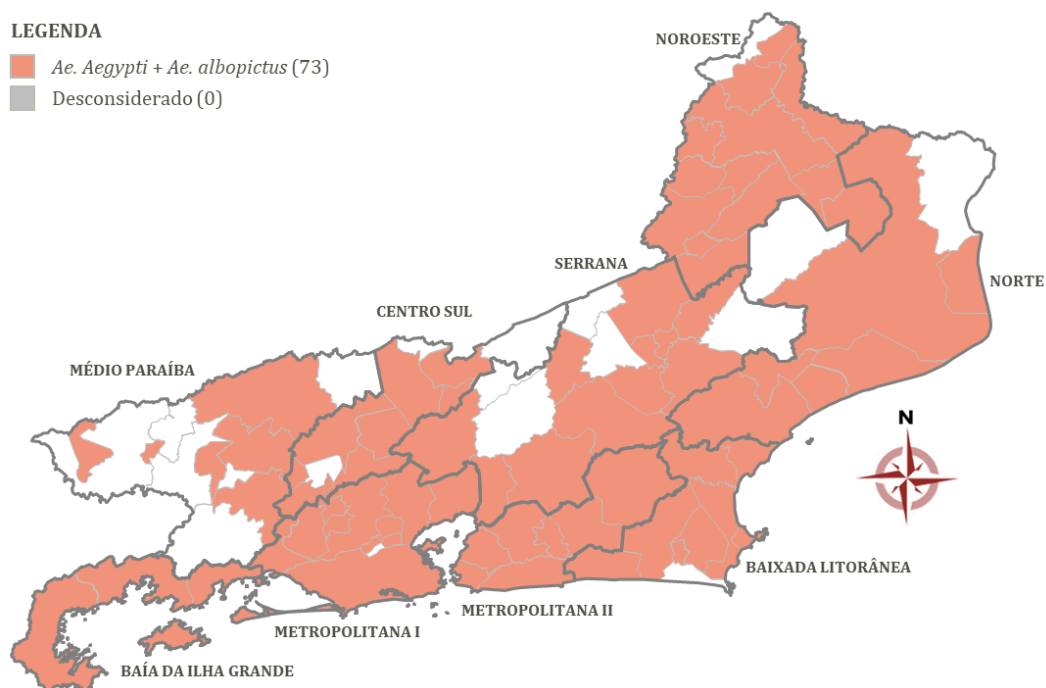 LEGENDA
Ae. Aegypti + Ae. albopictus (73)
Desconsiderado (0)
NOROESTE
NORTE
SERRANA
CENTRO SUL
MÉDIO PARAÍBA
N
BAIXADA LITORÂNEA
METROPOLITANA II
METROPOLITANA I
BAÍA DA ILHA GRANDE